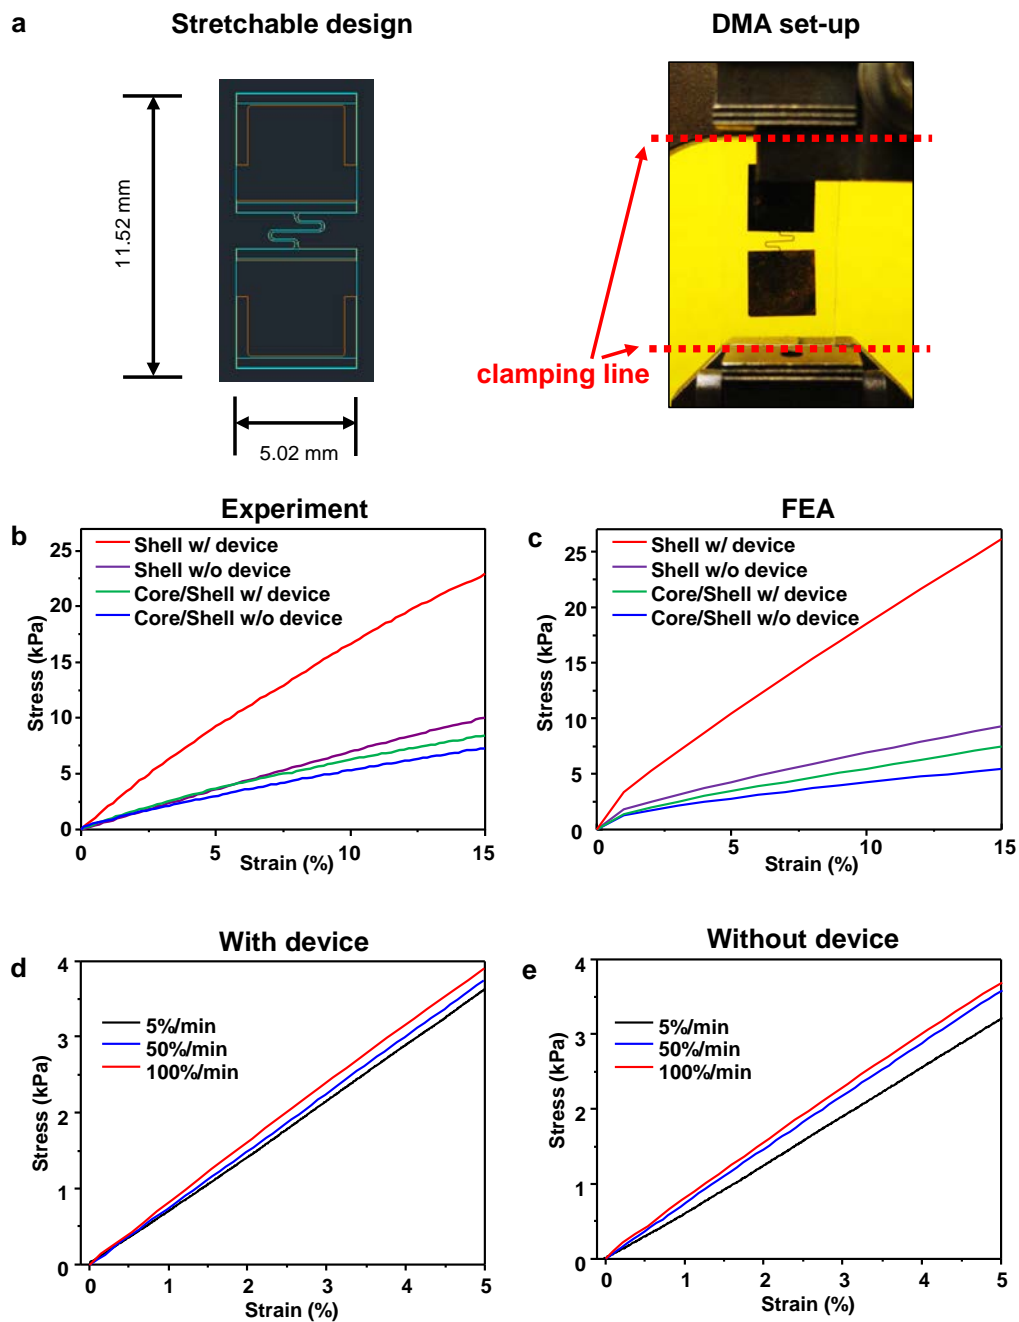 a
Stretchable design
DMA set-up
11.52 mm
5.02 mm
clamping line
b
Experiment
Shell w/ device
Shell w/o device
Core/Shell w/ device
Core/Shell w/o device
25
20
15
10
5
0
Stress (kPa)
0 5 10 15
Strain (%)
c
FEA
Shell w/ device
Shell w/o device
Core/Shell w/ device
Core/Shell w/o device
25
20
15
10
5
0
Stress (kPa)
0 5 10 15
Strain (%)
d
With device
5%/min
50%/min
100%/min
4
3
2
1
0
Stress (kPa)
0 1 2 3 4 5
Strain (%)
e
Without device
5%/min
50%/min
100%/min
4
3
2
1
0
Stress (kPa)
0 1 2 3 4 5
Strain (%)